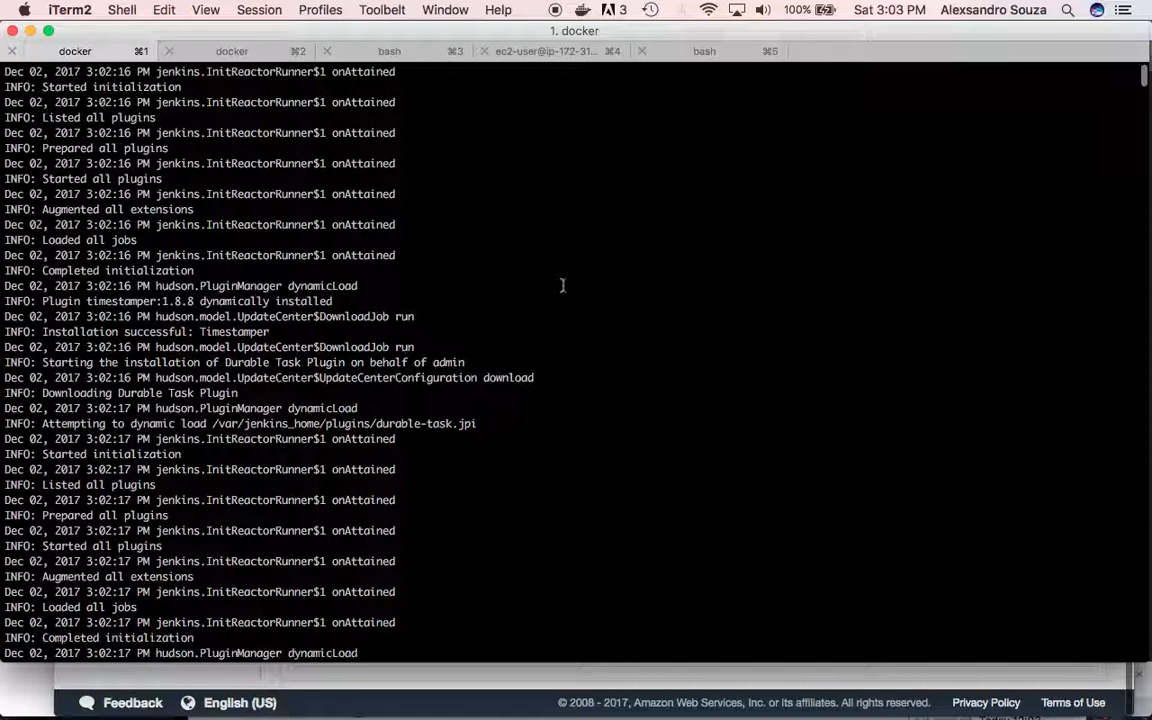 iTerm2 Shell Edit View Session Profiles Toolbelt Window Help 3 100% Sat 3:03 PM Alexsandro Souza
1. docker
docker ⌘1 docker ⌘2 bash ⌘3 ec2-user@ip-172-31... ⌘4 bash ⌘5
Dec 02, 2017 3:02:16 PM jenkins.InitReactorRunner$1 onAttained
INFO: Started initialization
Dec 02, 2017 3:02:16 PM jenkins.InitReactorRunner$1 onAttained
INFO: Listed all plugins
Dec 02, 2017 3:02:16 PM jenkins.InitReactorRunner$1 onAttained
INFO: Prepared all plugins
Dec 02, 2017 3:02:16 PM jenkins.InitReactorRunner$1 onAttained
INFO: Started all plugins
Dec 02, 2017 3:02:16 PM jenkins.InitReactorRunner$1 onAttained
INFO: Augmented all extensions
Dec 02, 2017 3:02:16 PM jenkins.InitReactorRunner$1 onAttained
INFO: Loaded all jobs
Dec 02, 2017 3:02:16 PM jenkins.InitReactorRunner$1 onAttained
INFO: Completed initialization
Dec 02, 2017 3:02:16 PM hudson.PluginManager dynamicLoad
INFO: Plugin timestamper:1.8.8 dynamically installed
Dec 02, 2017 3:02:16 PM hudson.model.UpdateCenter$DownloadJob run
INFO: Installation successful: Timestamper
Dec 02, 2017 3:02:16 PM hudson.model.UpdateCenter$DownloadJob run
INFO: Starting the installation of Durable Task Plugin on behalf of admin
Dec 02, 2017 3:02:16 PM hudson.model.UpdateCenter$UpdateCenterConfiguration download
INFO: Downloading Durable Task Plugin
Dec 02, 2017 3:02:17 PM hudson.PluginManager dynamicLoad
INFO: Attempting to dynamic load /var/jenkins_home/plugins/durable-task.jpi
Dec 02, 2017 3:02:17 PM jenkins.InitReactorRunner$1 onAttained
INFO: Started initialization
Dec 02, 2017 3:02:17 PM jenkins.InitReactorRunner$1 onAttained
INFO: Listed all plugins
Dec 02, 2017 3:02:17 PM jenkins.InitReactorRunner$1 onAttained
INFO: Prepared all plugins
Dec 02, 2017 3:02:17 PM jenkins.InitReactorRunner$1 onAttained
INFO: Started all plugins
Dec 02, 2017 3:02:17 PM jenkins.InitReactorRunner$1 onAttained
INFO: Augmented all extensions
Dec 02, 2017 3:02:17 PM jenkins.InitReactorRunner$1 onAttained
INFO: Loaded all jobs
Dec 02, 2017 3:02:17 PM jenkins.InitReactorRunner$1 onAttained
INFO: Completed initialization
Dec 02, 2017 3:02:17 PM hudson.PluginManager dynamicLoad
Feedback English (US) © 2008 - 2017, Amazon Web Services, Inc. or its affiliates. All rights reserved. Privacy Policy Terms of Use